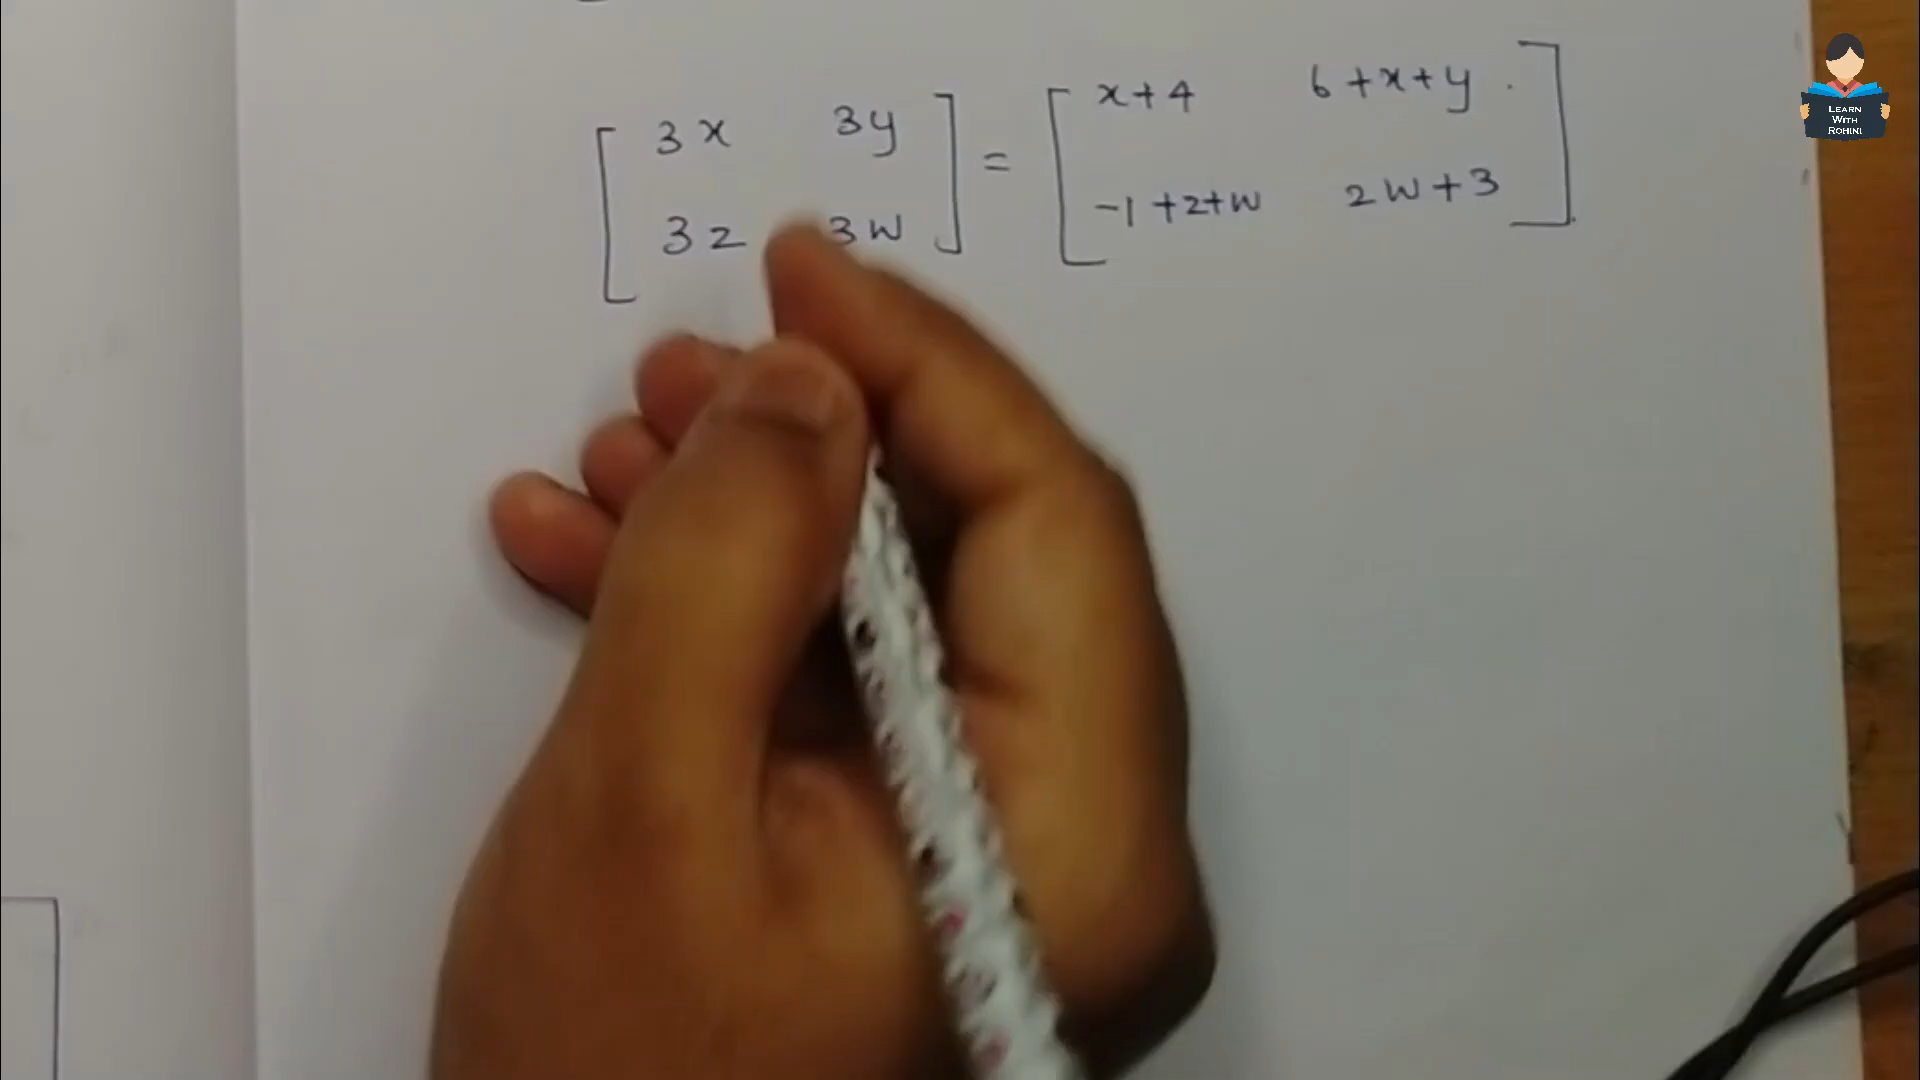 [ 3x 3y ] = [ x+4 6+x+y ]
[ 3z 3w ] [ -1+z+w 2w+3 ]
LEARN
WITH
ROHINI